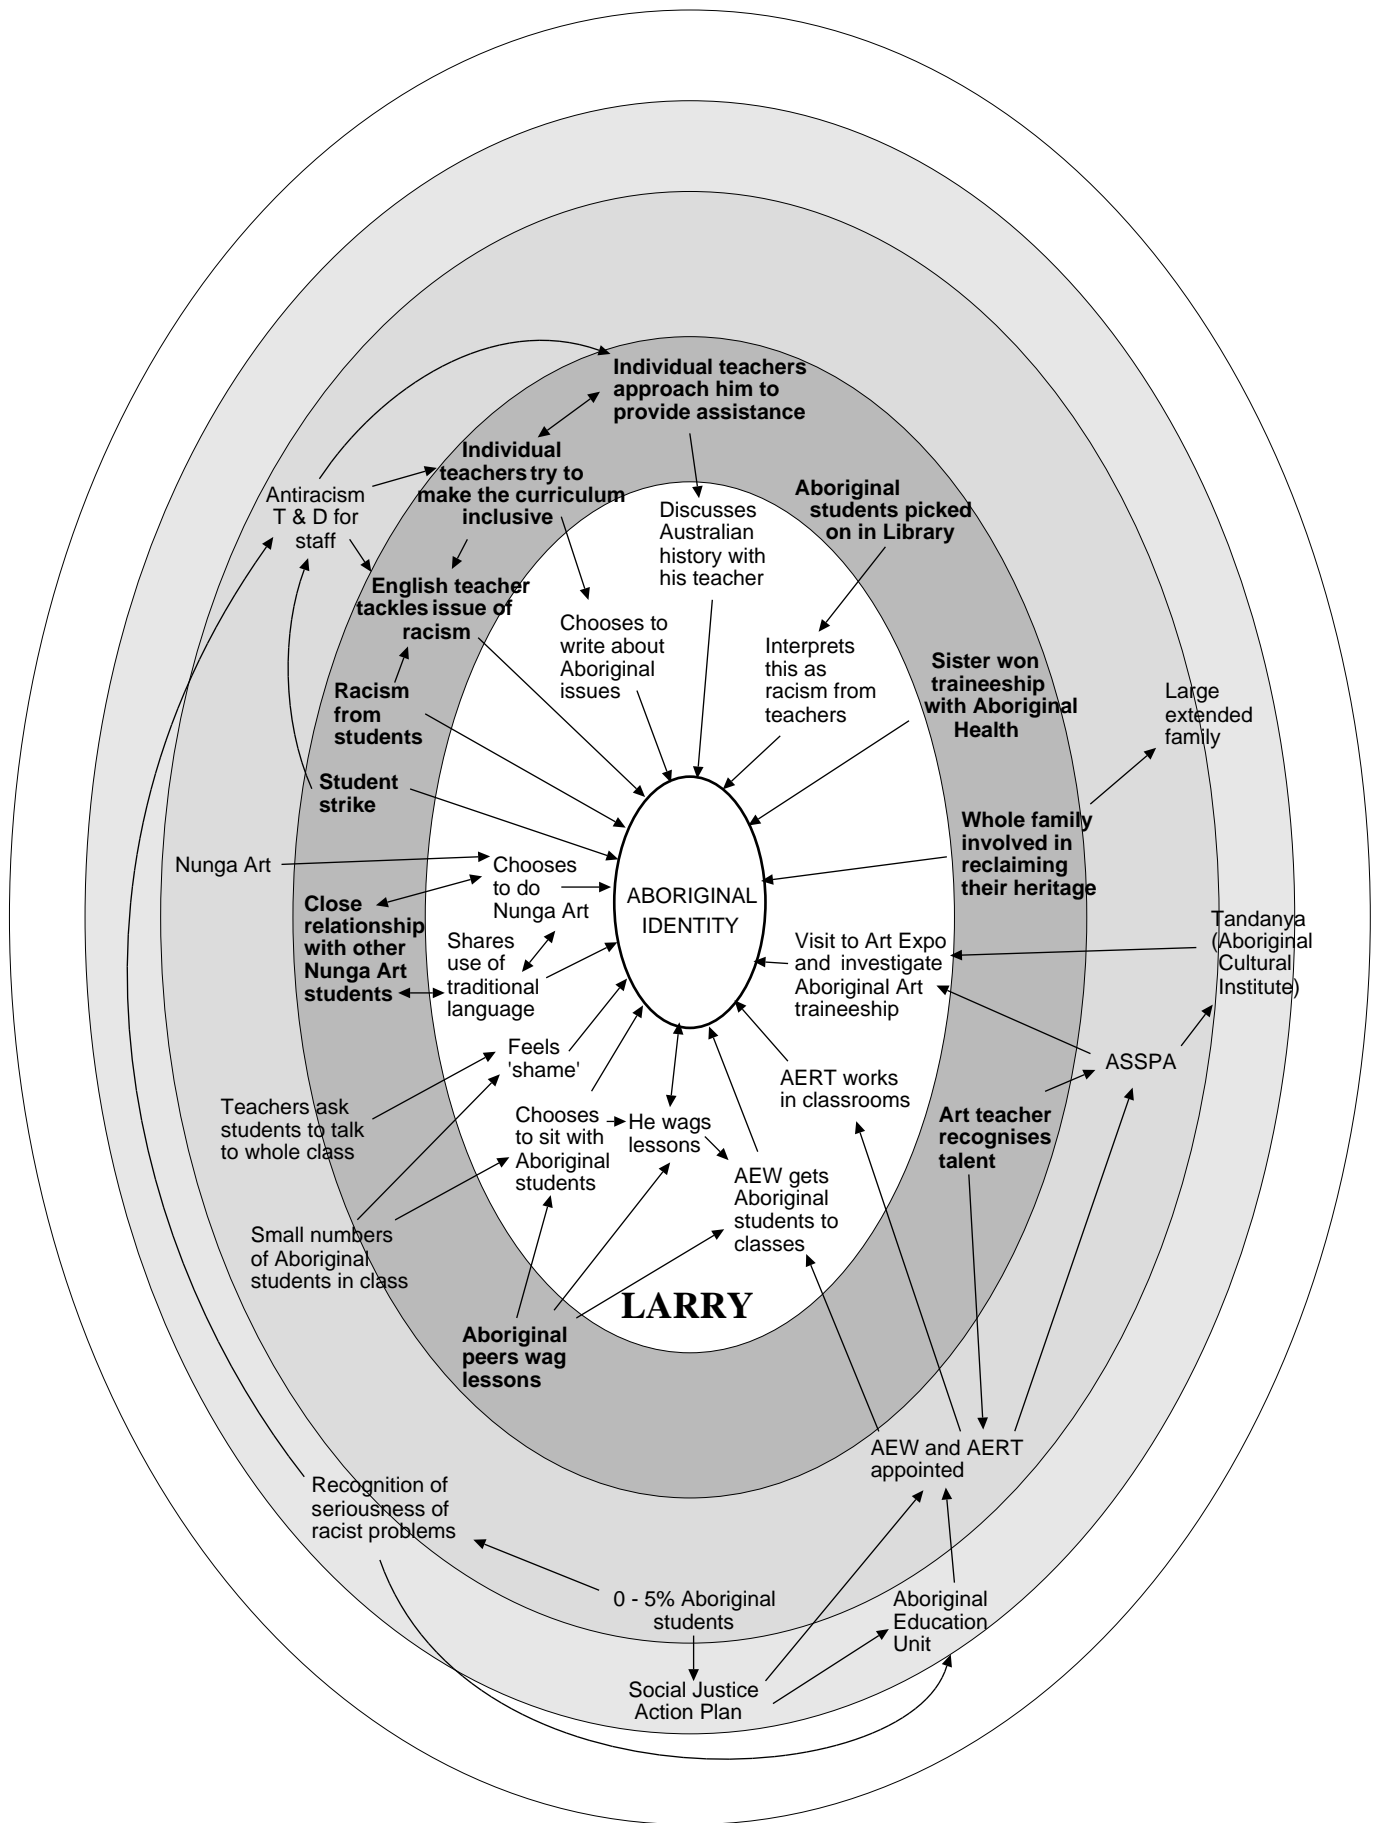 Individual teachers
approach him to
provide assistance
Individual
teachers try to
make the curriculum
inclusive
Antiracism
T & D for
staff
Aboriginal
students picked
on in Library
Discusses
Australian
history with
his teacher
English teacher
tackles issue of
racism
Chooses to
write about
Aboriginal
issues
Interprets
this as
racism from
teachers
Sister won
traineeship
with Aboriginal
Health
Large
extended
family
Racism
from
students
Student
strike
Whole family
involved in
reclaiming
their heritage
Nunga Art
Chooses
to do
Nunga Art
ABORIGINAL
IDENTITY
Close
relationship
with other
Nunga Art
students
Shares
use of
traditional
language
Visit to Art Expo
and investigate
Aboriginal Art
traineeship
Tandanya
(Aboriginal
Cultural
Institute)
Feels
'shame'
ASSPA
AERT works
in classrooms
Teachers ask
students to talk
to whole class
Chooses
to sit with
Aboriginal
students
He wags
lessons
Art teacher
recognises
talent
AEW gets
Aboriginal
students to
classes
Small numbers
of Aboriginal
students in class
LARRY
Aboriginal
peers wag
lessons
AEW and AERT
appointed
Recognition of
seriousness of
racist problems
0 - 5% Aboriginal
students
Aboriginal
Education
Unit
Social Justice
Action Plan